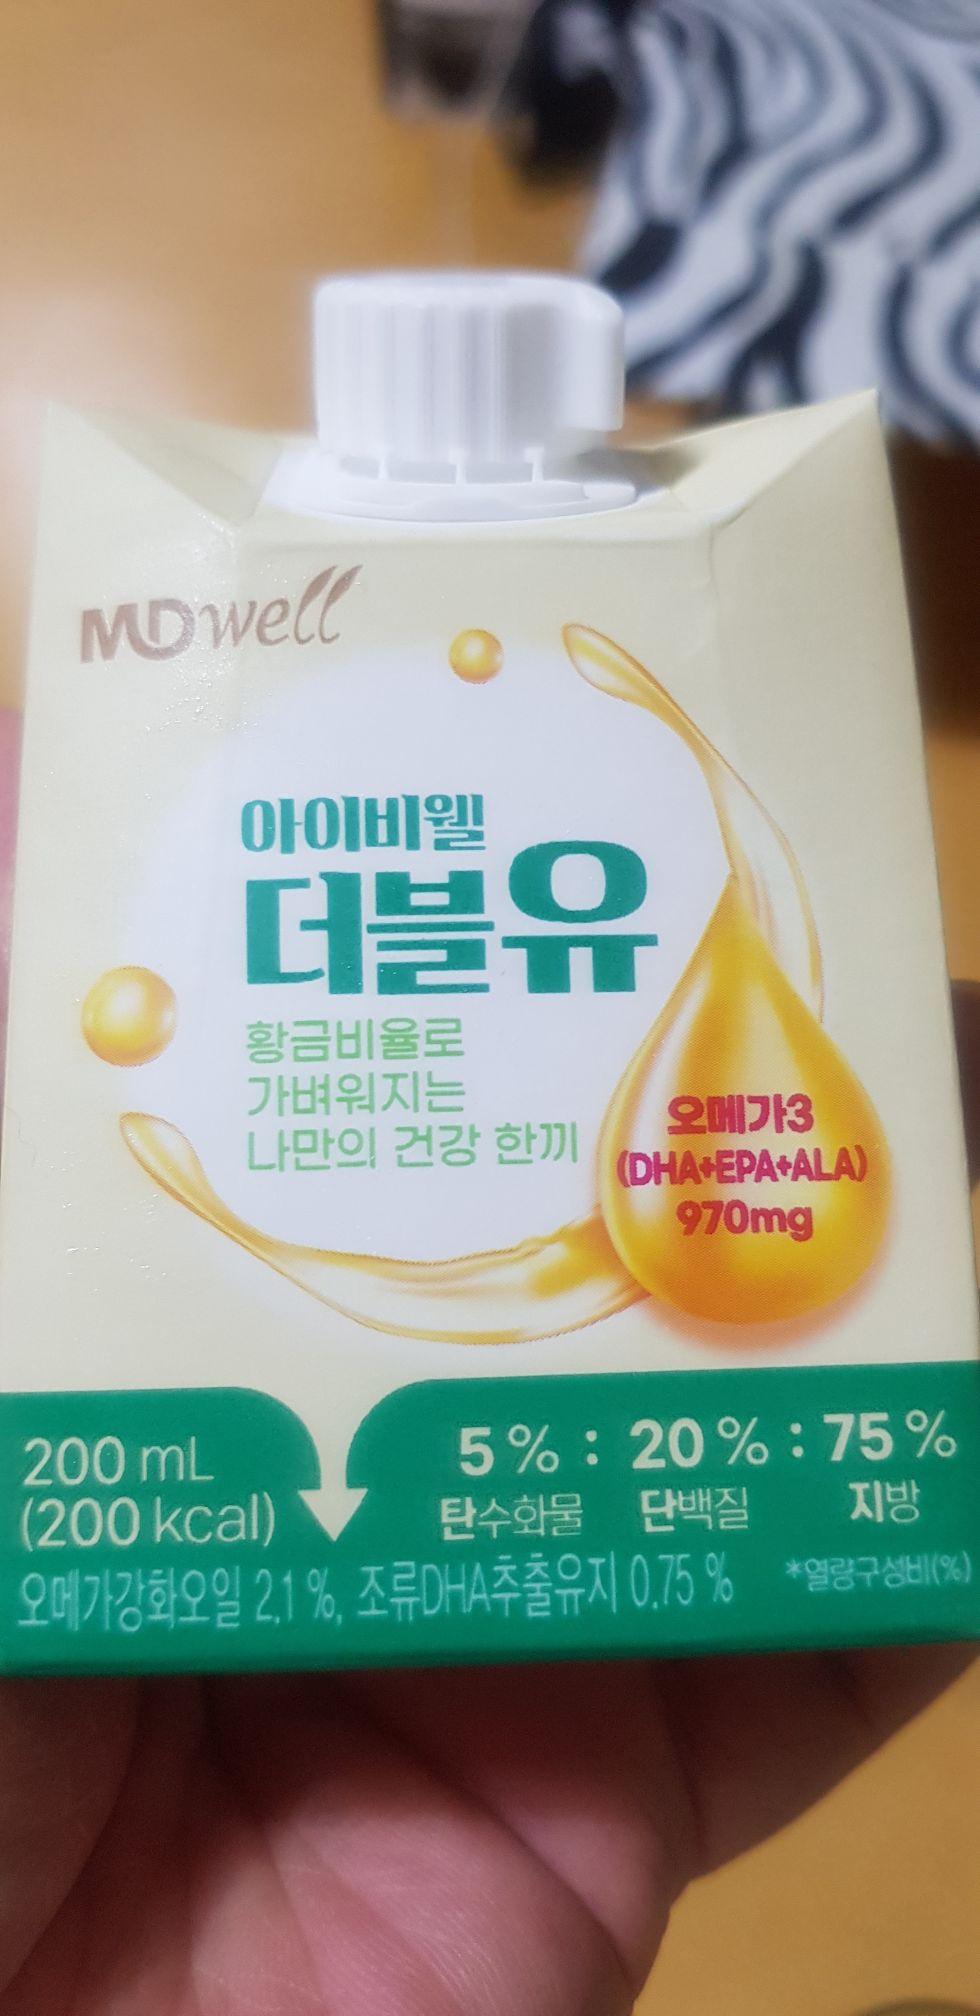 MDwell
아이비웰
더블유
황금비율로
가벼워지는
나만의 건강 한끼
오메가3
(DHA+EPA+ALA)
970mg
200 mL
(200 kcal)
5 % : 20 % : 75 %
탄수화물 단백질 지방
*열량구성비(%)
오메가강화오일 2.1 %, 조류DHA추출유지 0.75 %